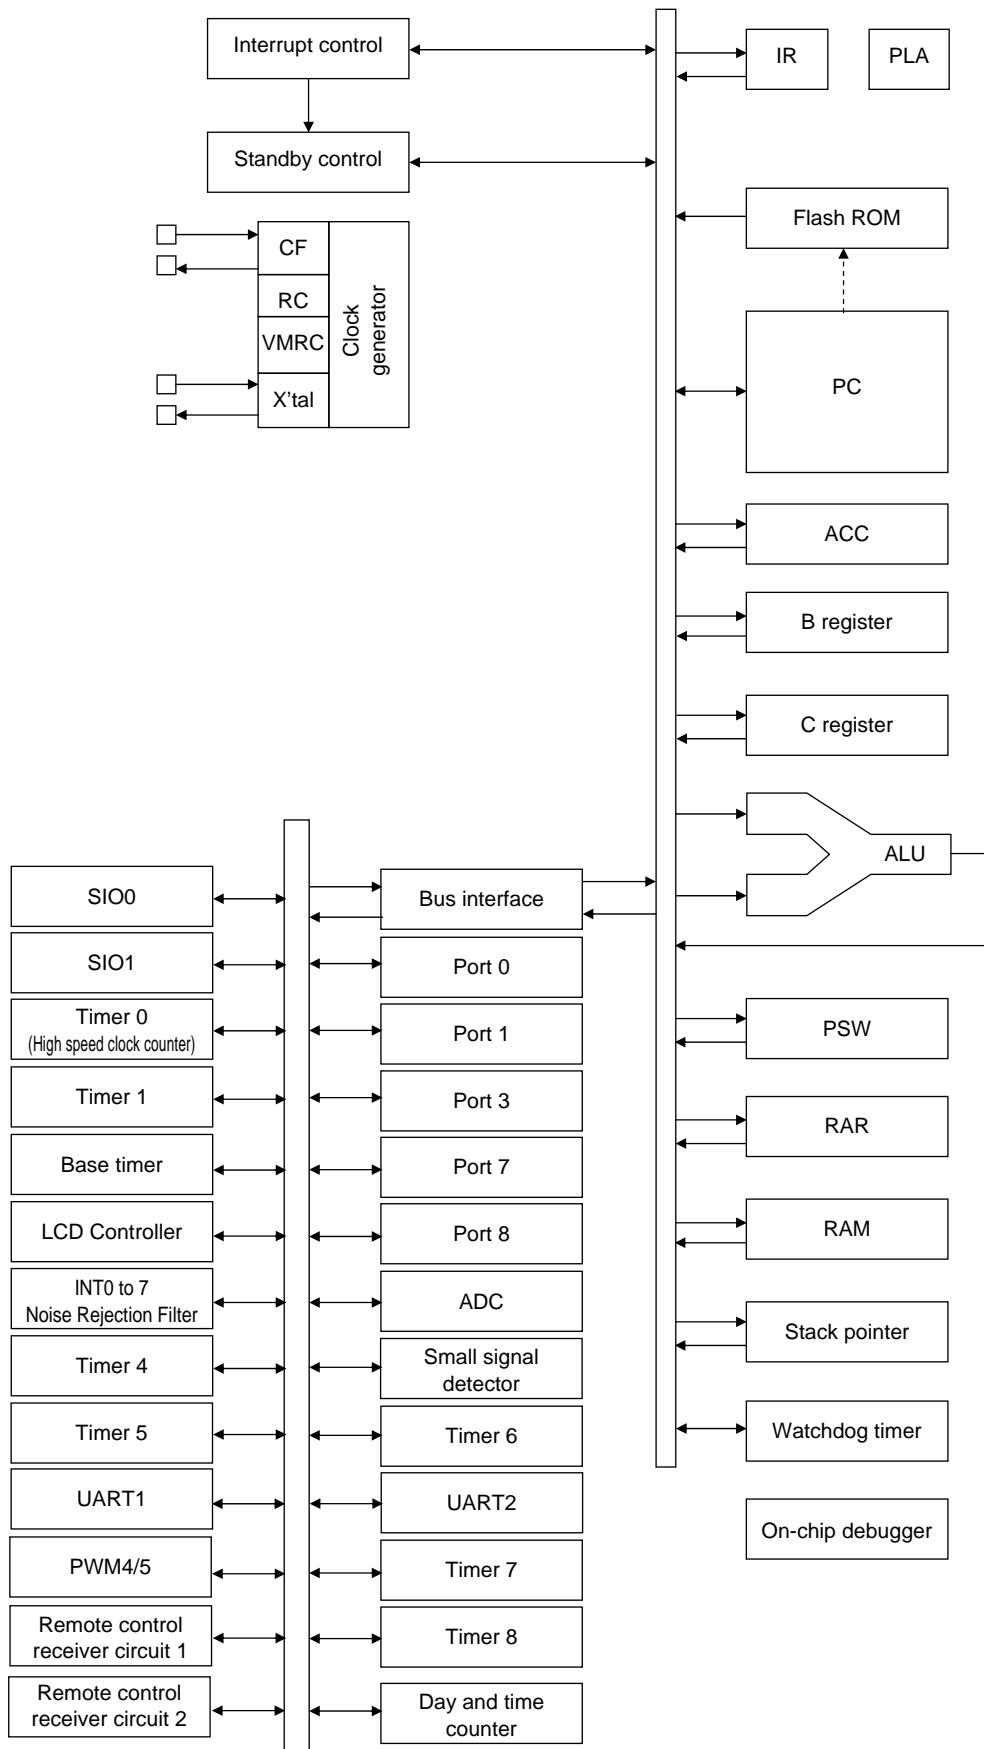 Interrupt control
IR
PLA
Standby control
Flash ROM
CF
RC
VMRC
X'tal
Clock
generator
PC
ACC
B register
C register
ALU
SIO0
Bus interface
SIO1
Port 0
Timer 0
(High speed clock counter)
Port 1
PSW
Timer 1
Port 3
RAR
Base timer
Port 7
LCD Controller
Port 8
RAM
INT0 to 7
Noise Rejection Filter
ADC
Stack pointer
Timer 4
Small signal
detector
Timer 5
Timer 6
Watchdog timer
UART1
UART2
On-chip debugger
PWM4/5
Timer 7
Remote control
receiver circuit 1
Timer 8
Remote control
receiver circuit 2
Day and time
counter